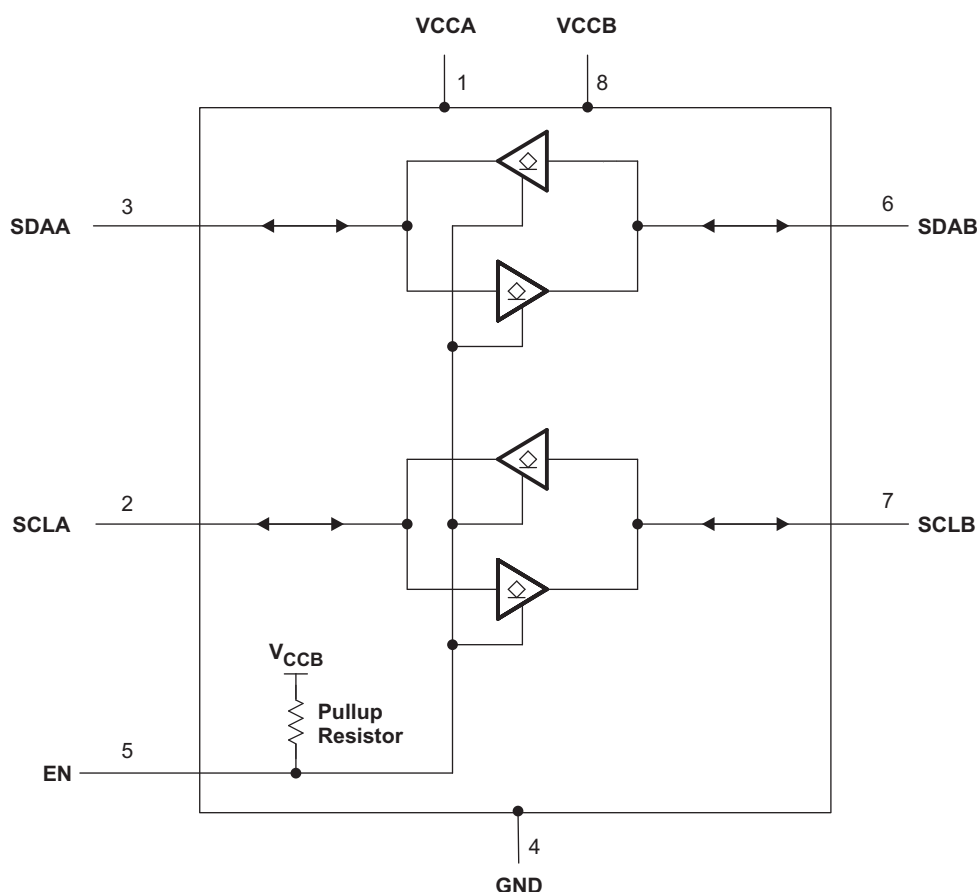 VCCA VCCB
1 8
3 6
SDAA SDAB
2 7
SCLA SCLB
VCCB
Pullup
Resistor
5
EN
4
GND